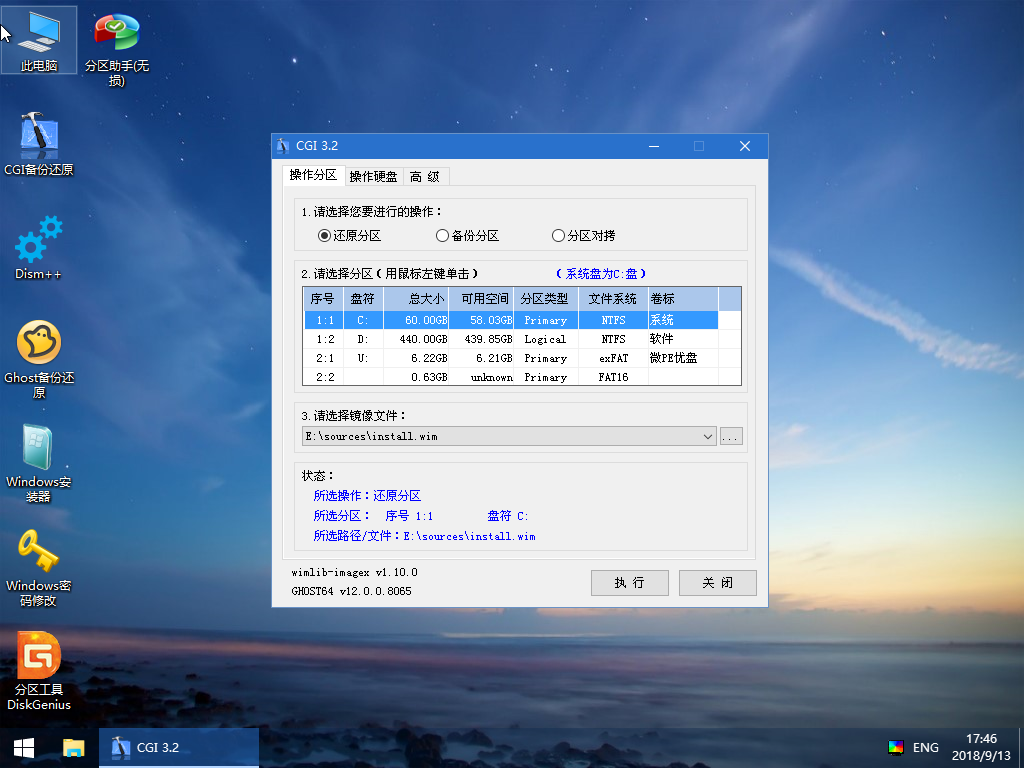 此电脑
分区助手(无
损)
CGI备份还原
Dism++
Ghost备份还
原
Windows安
装器
Windows密
码修改
分区工具
DiskGenius
CGI 3.2
操作分区 操作硬盘 高 级
1.请选择您要进行的操作：
还原分区 备份分区 分区对拷
2.请选择分区(用鼠标左键单击) (系统盘为C:盘)
序号 盘符 总大小 可用空间 分区类型 文件系统 卷标
1:1 C: 60.00GB 58.03GB Primary NTFS 系统
1:2 D: 440.00GB 439.85GB Logical NTFS 软件
2:1 U: 6.22GB 6.21GB Primary exFAT 微PE优盘
2:2 0.63GB unknown Primary FAT16
3.请选择镜像文件：
E:\sources\install.wim ...
状态：
所选操作：还原分区
所选分区： 序号 1:1 盘符 C:
所选路径/文件：E:\sources\install.wim
wimlib-imagex v1.10.0
GHOST64 v12.0.0.8065
执 行 关 闭
CGI 3.2
ENG
17:46
2018/9/13